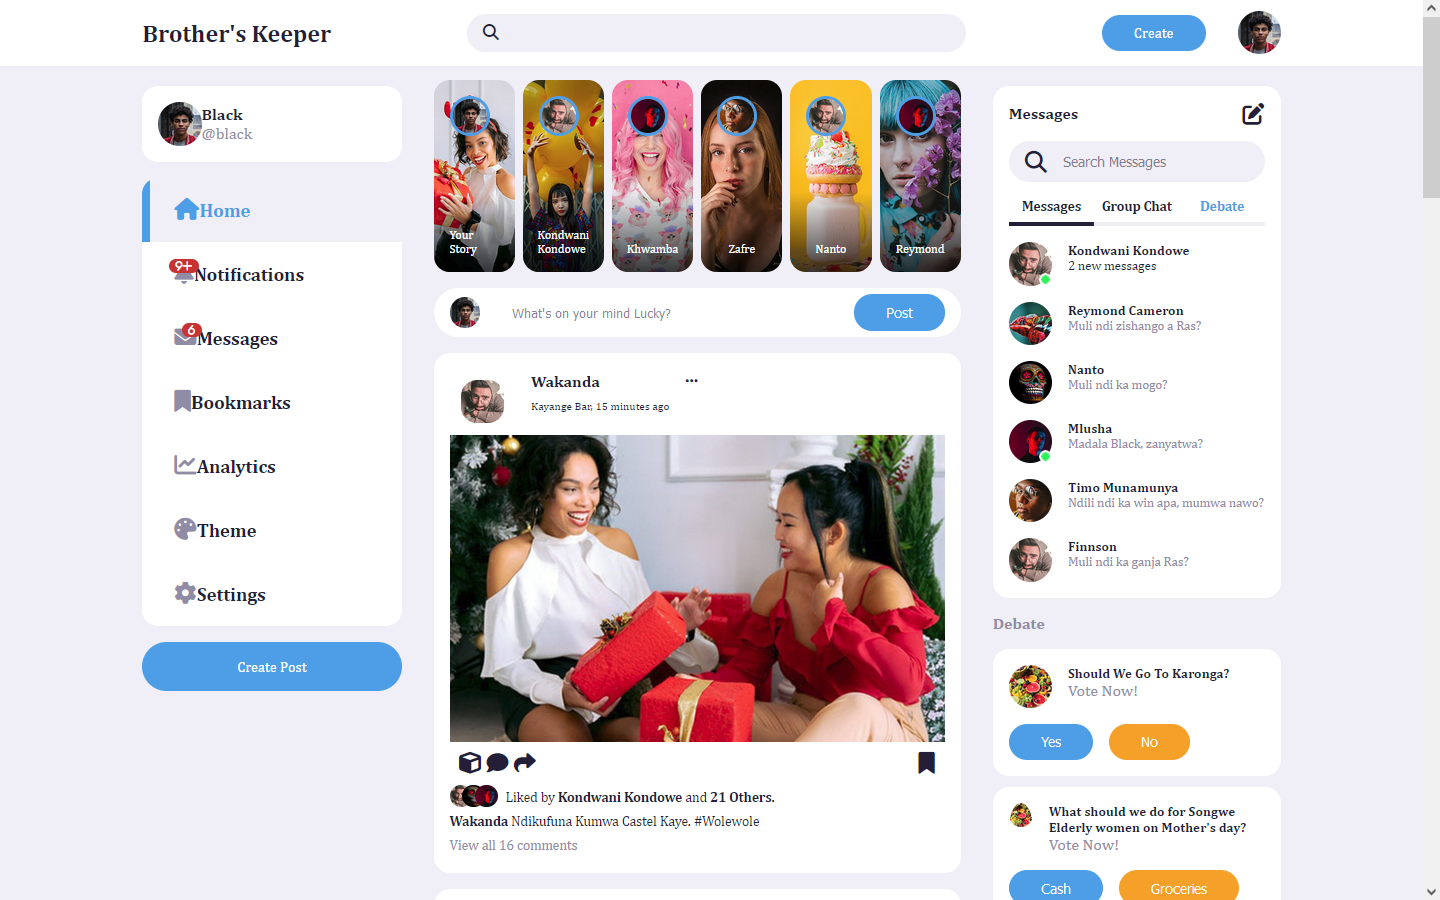 Brother's Keeper
Create
Black
@black
Home
9+
Notifications
6
Messages
Bookmarks
Analytics
Theme
Settings
Create Post
Your
Story
Kondwani
Kondowe
Khwamba
Zafre
Nanto
Reymond
What's on your mind Lucky?
Post
Wakanda
...
Kayange Bar, 15 minutes ago
Liked by Kondwani Kondowe and 21 Others.
Wakanda Ndikufuna Kumwa Castel Kaye. #Wolewole
View all 16 comments
Messages
Search Messages
Messages Group Chat Debate
Kondwani Kondowe
2 new messages
Reymond Cameron
Muli ndi zishango a Ras?
Nanto
Muli ndi ka mogo?
Mlusha
Madala Black, zanyatwa?
Timo Munamunya
Ndili ndi ka win apa, mumwa nawo?
Finnson
Muli ndi ka ganja Ras?
Debate
Should We Go To Karonga?
Vote Now!
Yes No
What should we do for Songwe
Elderly women on Mother's day?
Vote Now!
Cash Groceries